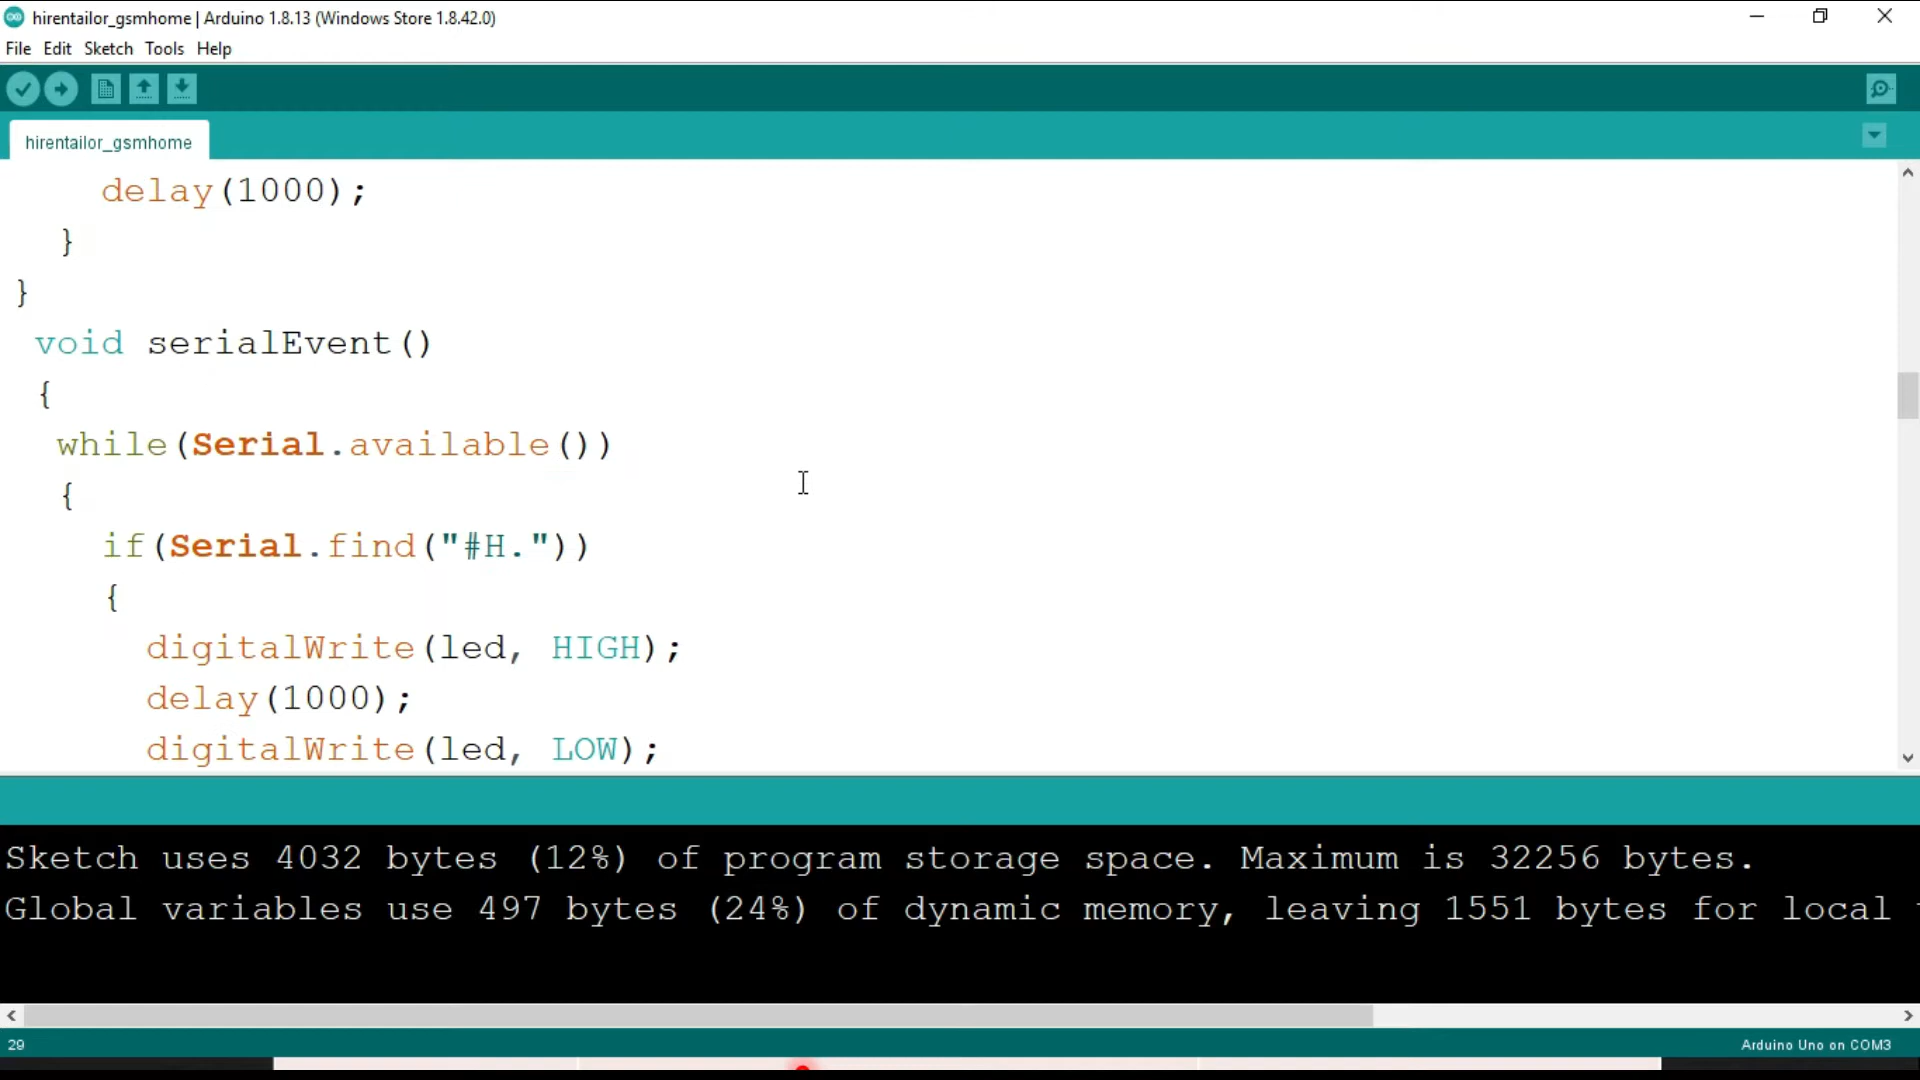 hirentailor_gsmhome | Arduino 1.8.13 (Windows Store 1.8.42.0)
File Edit Sketch Tools Help
hirentailor_gsmhome
delay(1000);
}
}
void serialEvent()
{
while(Serial.available())
{
if(Serial.find("#H."))
{
digitalWrite(led, HIGH);
delay(1000);
digitalWrite(led, LOW);
Sketch uses 4032 bytes (12%) of program storage space. Maximum is 32256 bytes.
Global variables use 497 bytes (24%) of dynamic memory, leaving 1551 bytes for local
29
Arduino Uno on COM3